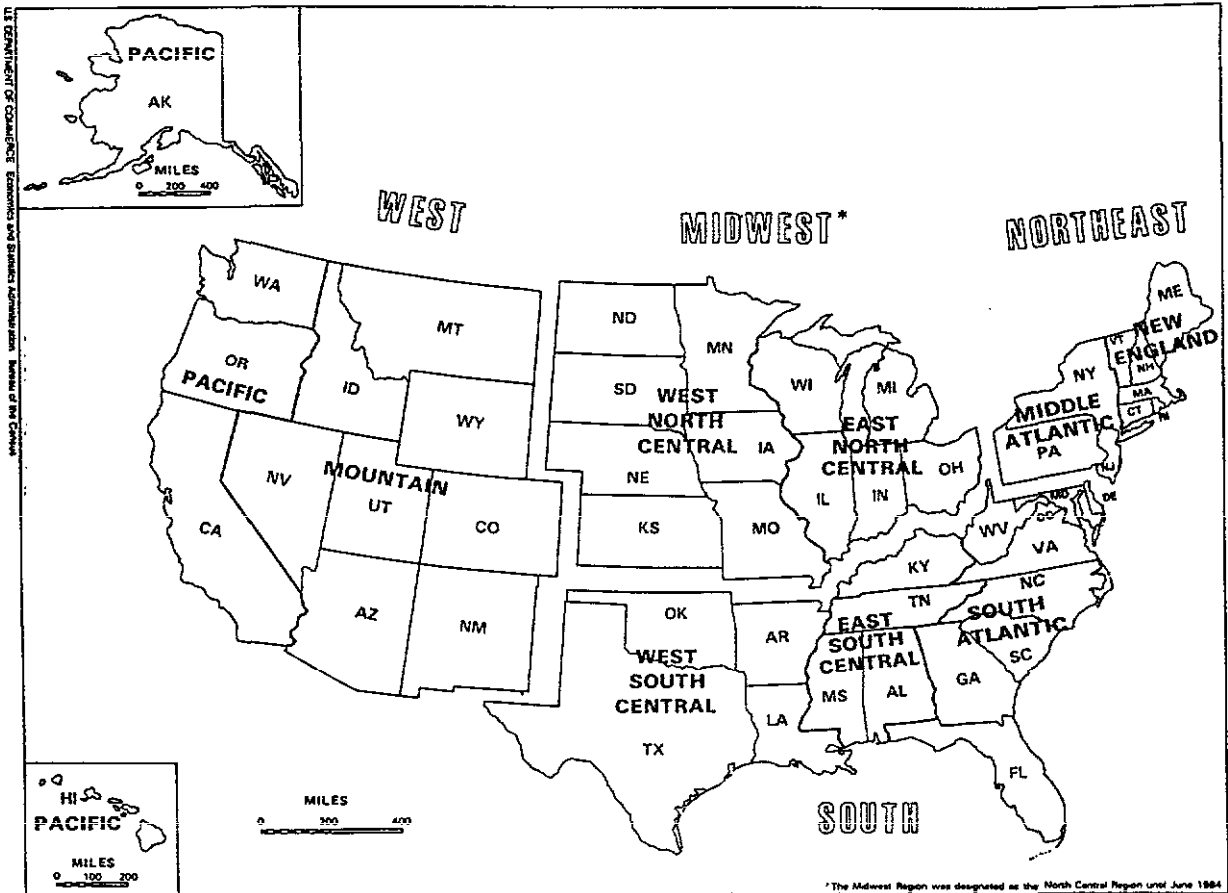 U.S. DEPARTMENT OF COMMERCE Economics and Statistics Administration Bureau of the Census
PACIFIC
AK
MILES
0 200 400
WEST
MIDWEST*
NORTHEAST
WA
MT
ND
MN
ME
OR
PACIFIC
ID
WY
SD
WEST
NORTH
CENTRAL
WI
MI
EAST
NORTH
CENTRAL
VT
NEW
ENGLAND
NH
NY
MA
CT
RI
MIDDLE
ATLANTIC
PA
NJ
NV
MOUNTAIN
UT
CA
CO
NE
IA
KS
MO
IL
IN
OH
MD
DE
DC
WV
VA
KY
AZ
NM
OK
AR
TN
NC
EAST
SOUTH
CENTRAL
SOUTH
ATLANTIC
SC
WEST
SOUTH
CENTRAL
MS
AL
GA
LA
TX
FL
HI
PACIFIC
MILES
0 100 200
MILES
0 200 400
SOUTH
*The Midwest Region was designated as the North Central Region until June 1984